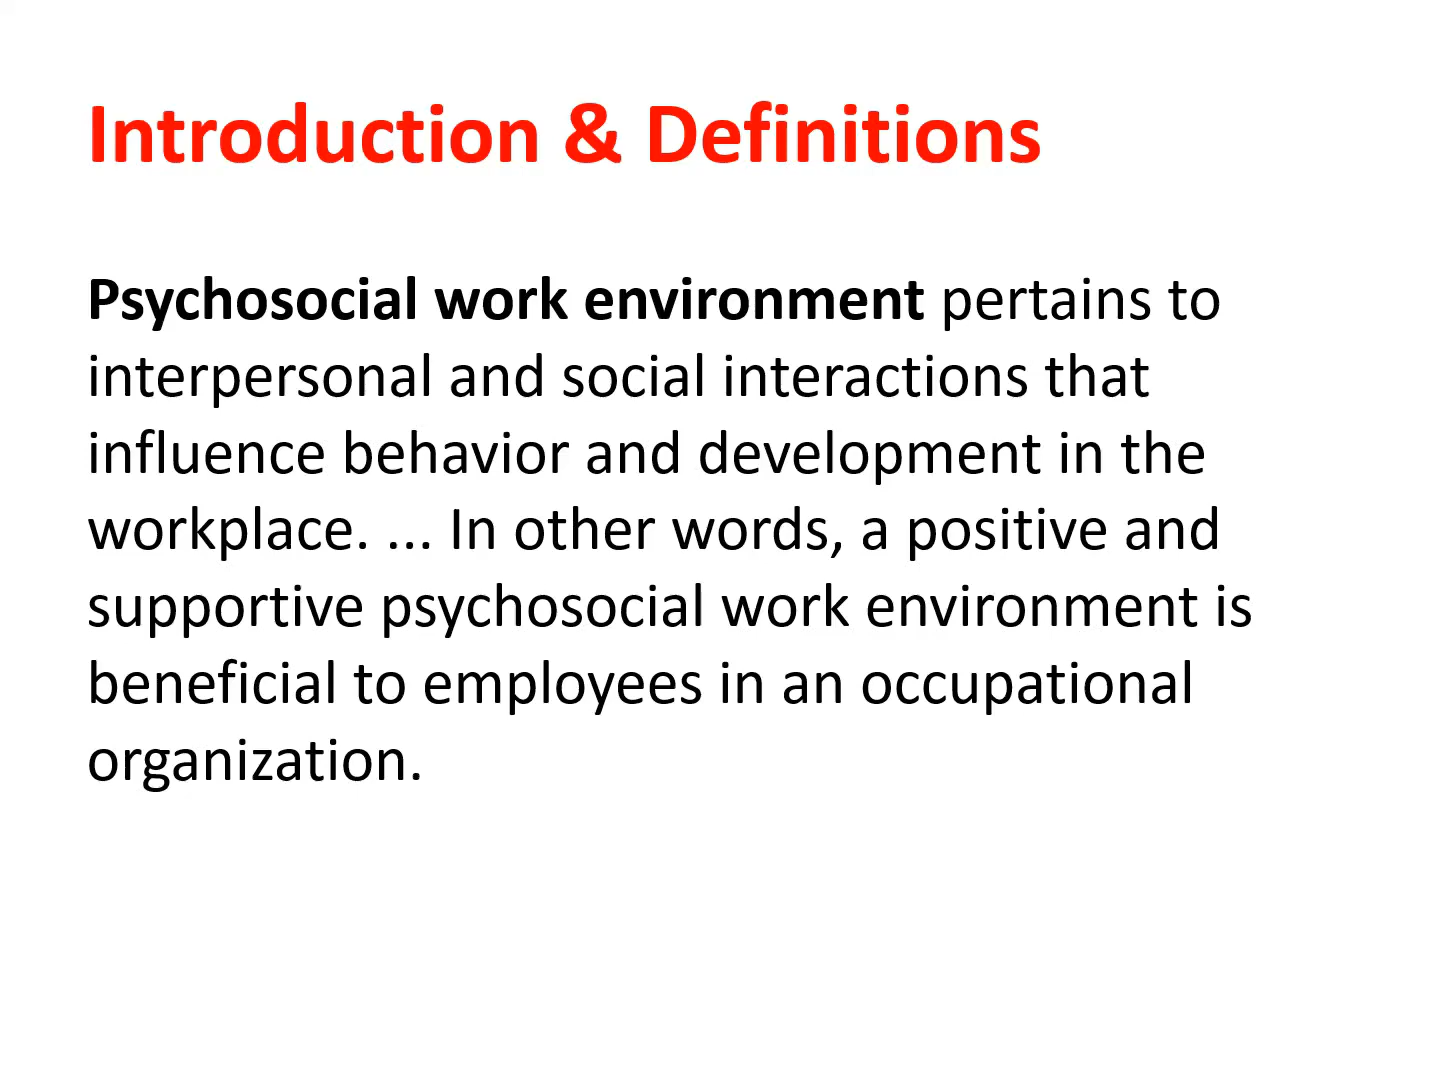 Introduction & Definitions
Psychosocial work environment pertains to
interpersonal and social interactions that
influence behavior and development in the
workplace. ... In other words, a positive and
supportive psychosocial work environment is
beneficial to employees in an occupational
organization.